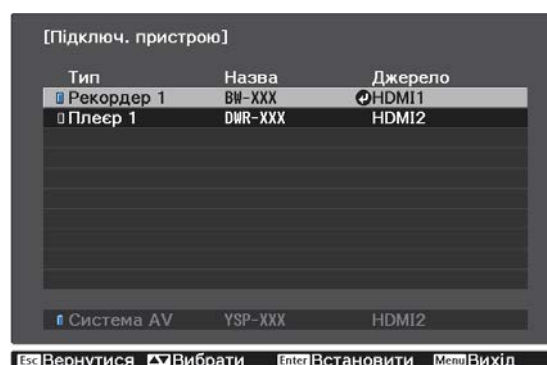 [Підключ. пристрою]
Тип Назва Джерело
Рекордер 1 BW-XXX HDMI1
Плеєр 1 DWR-XXX HDMI2
Система AV YSP-XXX HDMI2
Esc Вернутися Вибрати Enter Встановити Menu Вихід